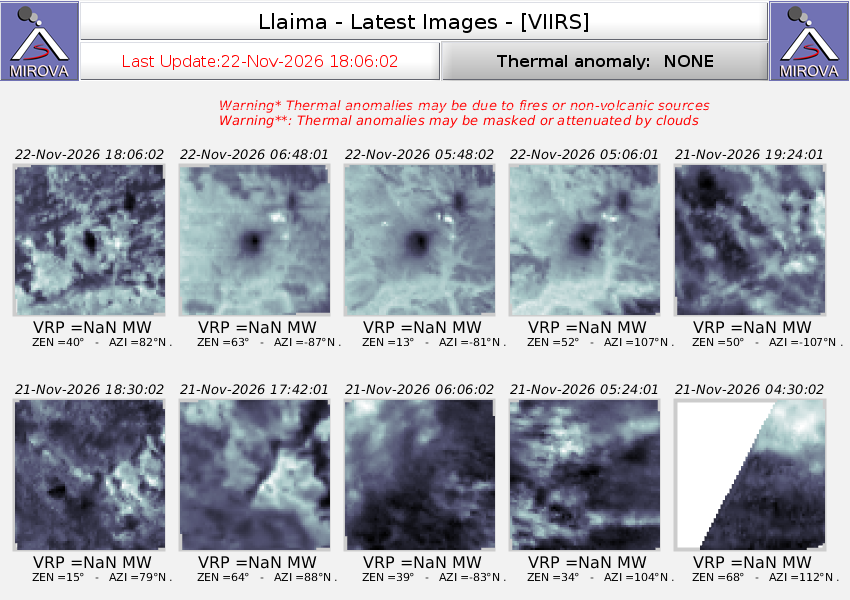 Llaima - Latest Images - [VIIRS]
MIROVA
Last Update:22-Nov-2026 18:06:02
Thermal anomaly: NONE
MIROVA
Warning* Thermal anomalies may be due to fires or non-volcanic sources
Warning**: Thermal anomalies may be masked or attenuated by clouds
22-Nov-2026 18:06:02
22-Nov-2026 06:48:01
22-Nov-2026 05:48:02
22-Nov-2026 05:06:01
21-Nov-2026 19:24:01
VRP =NaN MW
VRP =NaN MW
VRP =NaN MW
VRP =NaN MW
VRP =NaN MW
ZEN =40° - AZI =82°N .
ZEN =63° - AZI =-87°N .
ZEN =13° - AZI =-81°N .
ZEN =52° - AZI =107°N .
ZEN =50° - AZI =-107°N .
21-Nov-2026 18:30:02
21-Nov-2026 17:42:01
21-Nov-2026 06:06:02
21-Nov-2026 05:24:01
21-Nov-2026 04:30:02
VRP =NaN MW
VRP =NaN MW
VRP =NaN MW
VRP =NaN MW
VRP =NaN MW
ZEN =15° - AZI =79°N .
ZEN =64° - AZI =88°N .
ZEN =39° - AZI =-83°N .
ZEN =34° - AZI =104°N .
ZEN =68° - AZI =112°N .